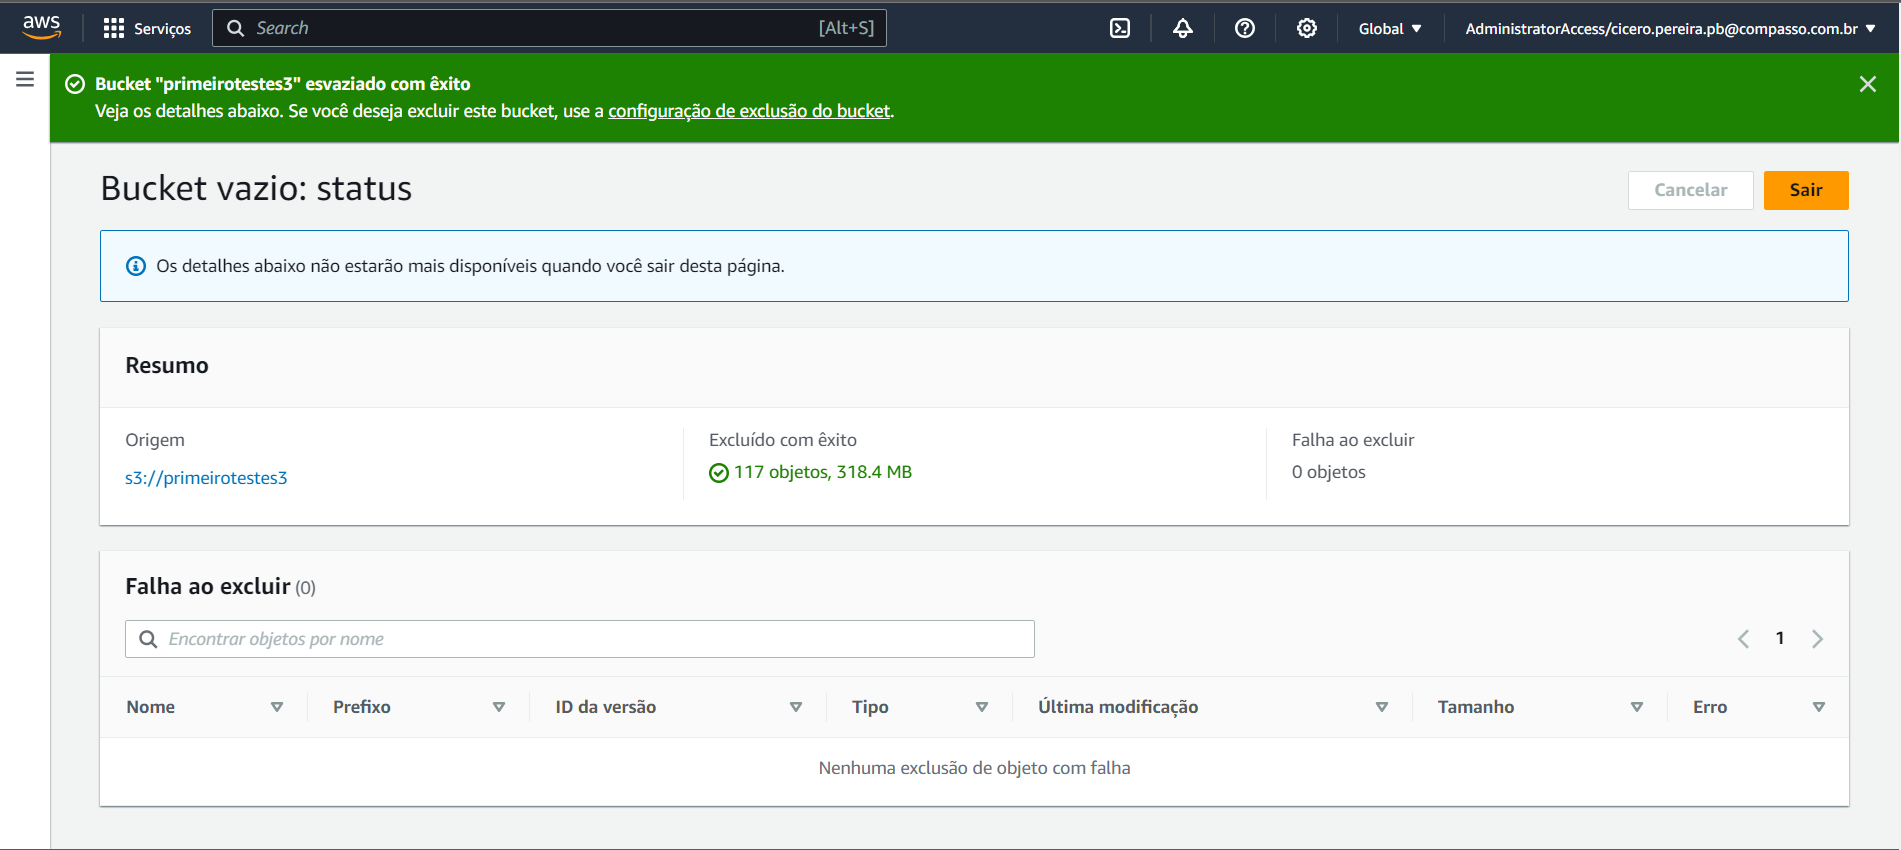 aws
Serviços
Search
[Alt+S]
Global
AdministratorAccess/cicero.pereira.pb@compasso.com.br
Bucket "primeirotestes3" esvaziado com êxito
Veja os detalhes abaixo. Se você deseja excluir este bucket, use a configuração de exclusão do bucket.
Bucket vazio: status
Cancelar
Sair
Os detalhes abaixo não estarão mais disponíveis quando você sair desta página.
Resumo
Origem
s3://primeirotestes3
Excluído com êxito
117 objetos, 318.4 MB
Falha ao excluir
0 objetos
Falha ao excluir (0)
Encontrar objetos por nome
1
Nome
Prefixo
ID da versão
Tipo
Última modificação
Tamanho
Erro
Nenhuma exclusão de objeto com falha